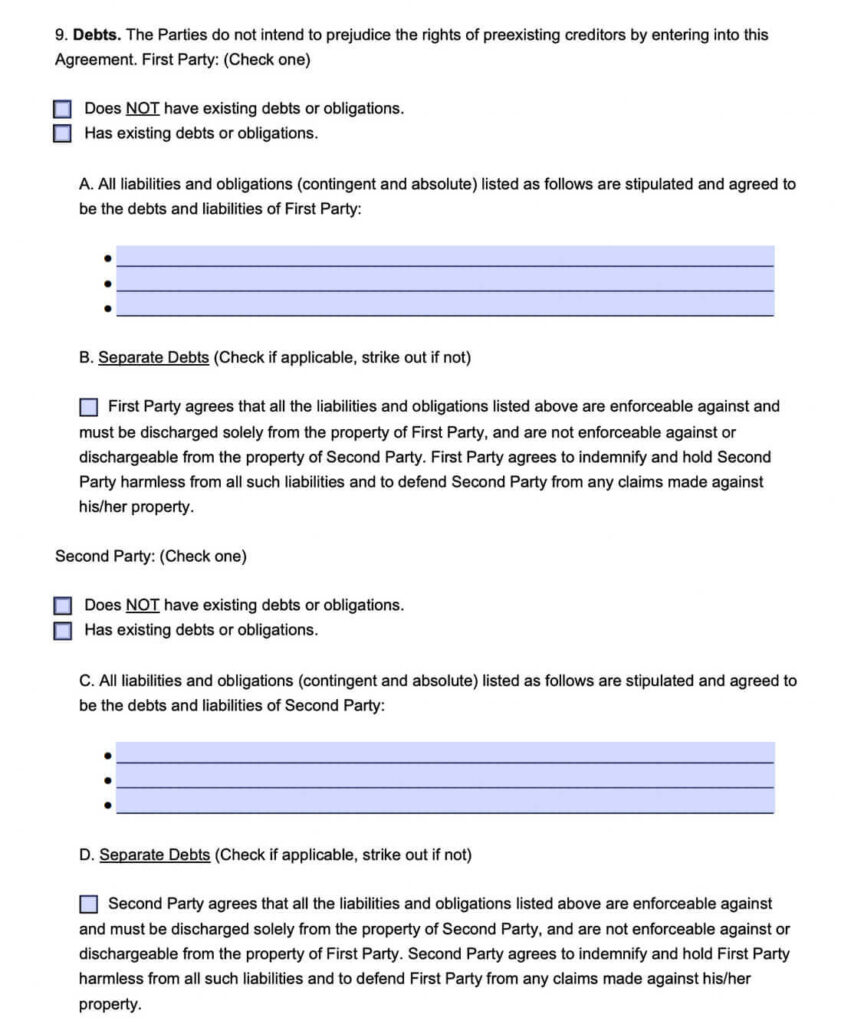 9. Debts. The Parties do not intend to prejudice the rights of preexisting creditors by entering into this
Agreement. First Party: (Check one)
Does NOT have existing debts or obligations.
Has existing debts or obligations.
A. All liabilities and obligations (contingent and absolute) listed as follows are stipulated and agreed to
be the debts and liabilities of First Party:
•
•
•
B. Separate Debts (Check if applicable, strike out if not)
First Party agrees that all the liabilities and obligations listed above are enforceable against and
must be discharged solely from the property of First Party, and are not enforceable against or
dischargeable from the property of Second Party. First Party agrees to indemnify and hold Second
Party harmless from all such liabilities and to defend Second Party from any claims made against
his/her property.
Second Party: (Check one)
Does NOT have existing debts or obligations.
Has existing debts or obligations.
C. All liabilities and obligations (contingent and absolute) listed as follows are stipulated and agreed to
be the debts and liabilities of Second Party:
•
•
•
D. Separate Debts (Check if applicable, strike out if not)
Second Party agrees that all the liabilities and obligations listed above are enforceable against
and must be discharged solely from the property of Second Party, and are not enforceable against or
dischargeable from the property of First Party. Second Party agrees to indemnify and hold First Party
harmless from all such liabilities and to defend First Party from any claims made against his/her
property.